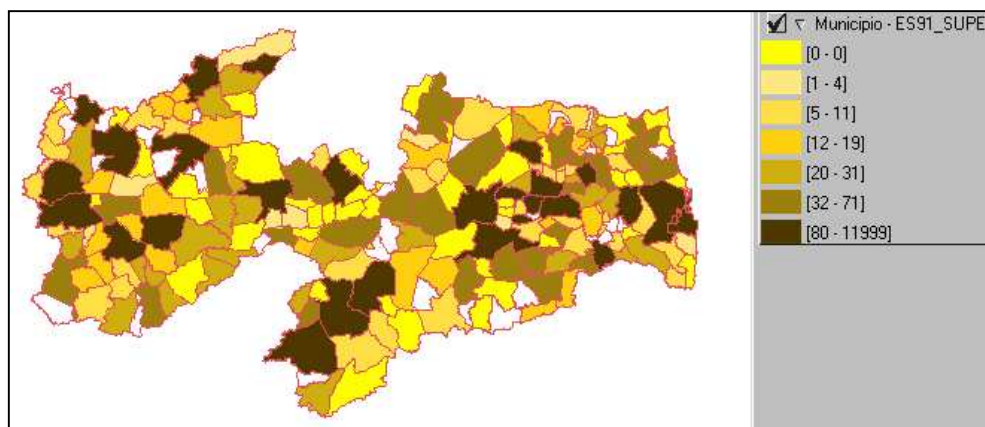 Municipio - ES91_SUPE
[0 - 0]
[1 - 4]
[5 - 11]
[12 - 19]
[20 - 31]
[32 - 71]
[80 - 11999]